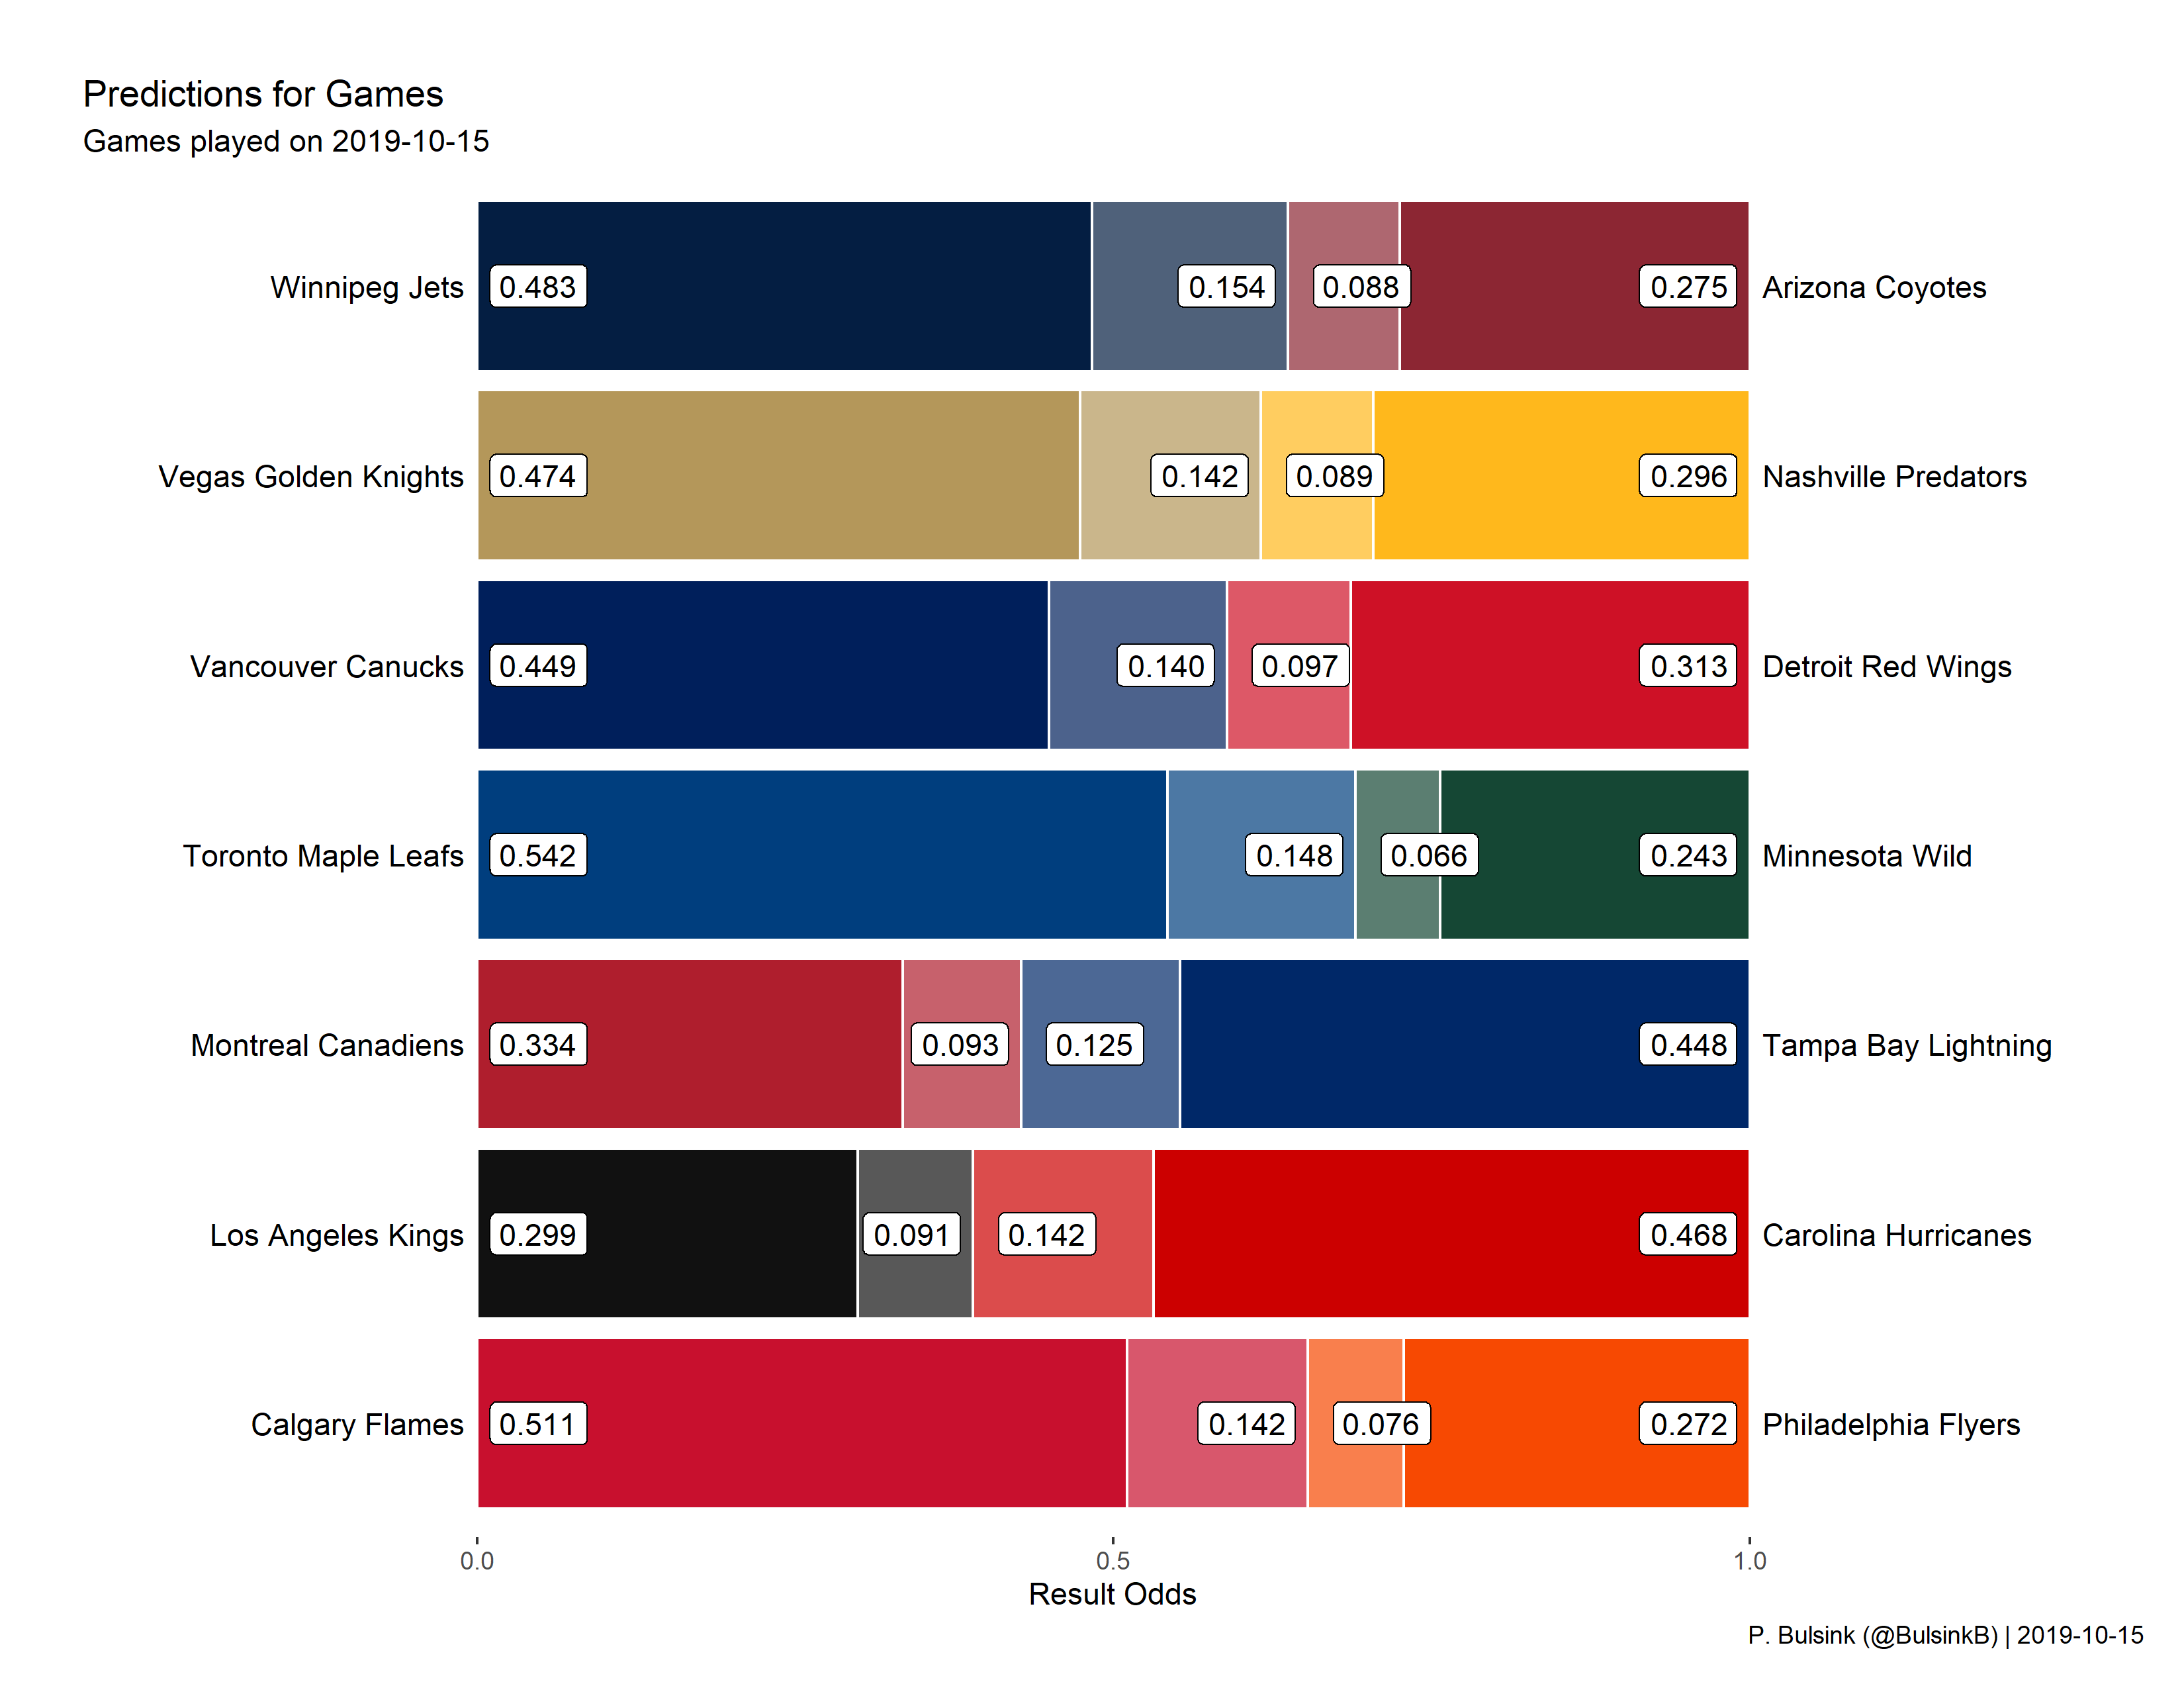 Predictions for Games
Games played on 2019-10-15
Winnipeg Jets 0.483 0.154 0.088 0.275 Arizona Coyotes
Vegas Golden Knights 0.474 0.142 0.089 0.296 Nashville Predators
Vancouver Canucks 0.449 0.140 0.097 0.313 Detroit Red Wings
Toronto Maple Leafs 0.542 0.148 0.066 0.243 Minnesota Wild
Montreal Canadiens 0.334 0.093 0.125 0.448 Tampa Bay Lightning
Los Angeles Kings 0.299 0.091 0.142 0.468 Carolina Hurricanes
Calgary Flames 0.511 0.142 0.076 0.272 Philadelphia Flyers
0.0 0.5 1.0
Result Odds
P. Bulsink (@BulsinkB) | 2019-10-15